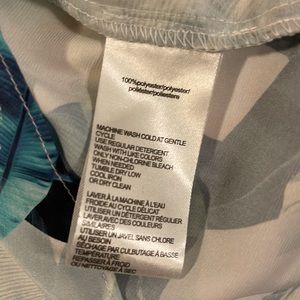 100%polyester/polyester/
poliéster/poliestere
MACHINE WASH COLD AT GENTLE
CYCLE
USE REGULAR DETERGENT
WASH WITH LIKE COLORS
ONLY NON-CHLORINE BLEACH
WHEN NEEDED
TUMBLE DRY LOW
COOL IRON
OR DRY CLEAN
LAVER À LA MACHINE À L'EAU
FROIDE AU CYCLE DÉLICAT
UTILISER UN DÉTERGENT RÉGULIER
LAVER AVEC DES COULEURS
SIMILAIRES
UTILISER UN JAVEL SANS CHLORE
AU BESOIN
SÉCHAGE PAR CULBUTAGE À BASSE
TEMPÉRATURE
REPASSER À FROID
OU NETTOYAGE À SEC